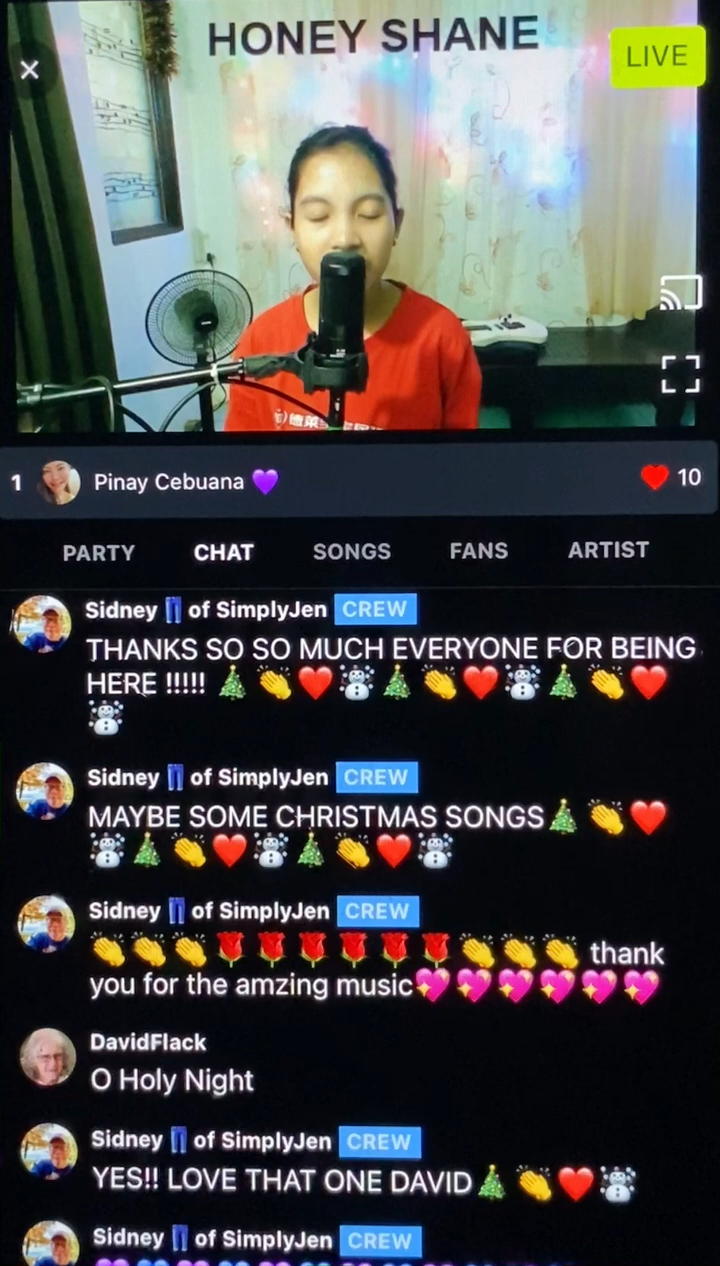 HONEY SHANE
LIVE
1 Pinay Cebuana 💜 ❤️ 10
PARTY CHAT SONGS FANS ARTIST
Sidney 👖 of SimplyJen CREW
THANKS SO SO MUCH EVERYONE FOR BEING
HERE !!!!! 🎄👏❤️☃️🎄👏❤️☃️🎄👏❤️
☃️
Sidney 👖 of SimplyJen CREW
MAYBE SOME CHRISTMAS SONGS🎄👏❤️
☃️🎄👏❤️☃️🎄👏❤️☃️
Sidney 👖 of SimplyJen CREW
👏👏👏🌹🌹🌹🌹🌹🌹👏👏👏 thank
you for the amzing music💖💖💖💖💖💖
DavidFlack
O Holy Night
Sidney 👖 of SimplyJen CREW
YES!! LOVE THAT ONE DAVID🎄👏❤️☃️
Sidney 👖 of SimplyJen CREW